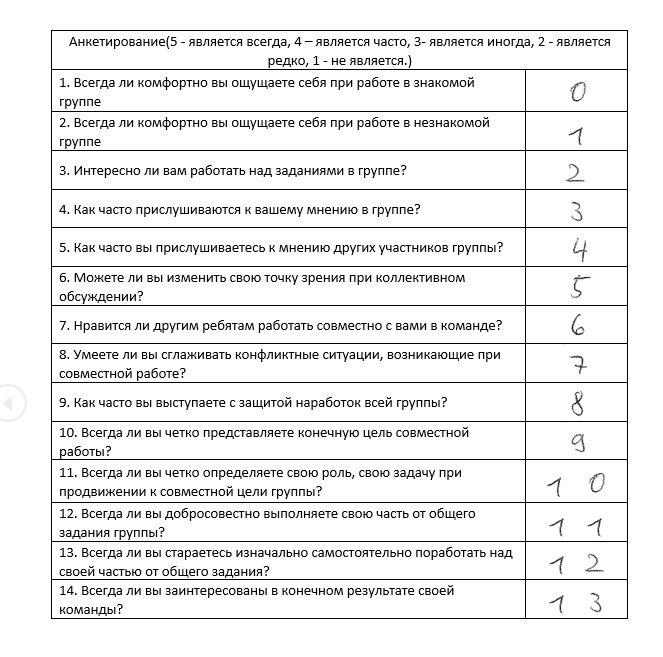 Анкетирование(5 - является всегда, 4 – является часто, 3- является иногда, 2 - является
редко, 1 - не является.)
1. Всегда ли комфортно вы ощущаете себя при работе в знакомой
группе
0
2. Всегда ли комфортно вы ощущаете себя при работе в незнакомой
группе
1
3. Интересно ли вам работать над заданиями в группе?
2
4. Как часто прислушиваются к вашему мнению в группе?
3
5. Как часто вы прислушиваетесь к мнению других участников группы?
4
6. Можете ли вы изменить свою точку зрения при коллективном
обсуждении?
5
7. Нравится ли другим ребятам работать совместно с вами в команде?
6
8. Умеете ли вы сглаживать конфликтные ситуации, возникающие при
совместной работе?
7
9. Как часто вы выступаете с защитой наработок всей группы?
8
10. Всегда ли вы четко представляете конечную цель совместной
работы?
9
11. Всегда ли вы четко определяете свою роль, свою задачу при
продвижении к совместной цели группы?
1 0
12. Всегда ли вы добросовестно выполняете свою часть от общего
задания группы?
1 1
13. Всегда ли вы стараетесь изначально самостоятельно поработать над
своей частью от общего задания?
1 2
14. Всегда ли вы заинтересованы в конечном результате своей
команды?
1 3